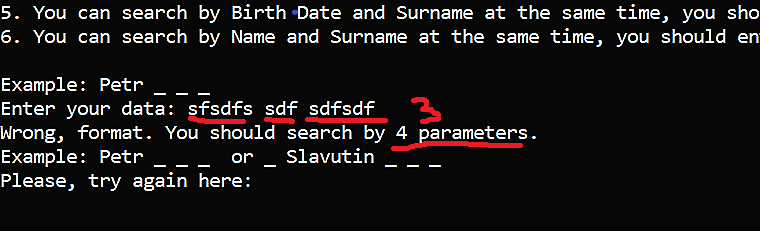 5. You can search by Birth Date and Surname at the same time, you sho
6. You can search by Name and Surname at the same time, you should en
Example: Petr _ _ _
Enter your data: sfsdfs sdf sdfsdf 3
Wrong, format. You should search by 4 parameters.
Example: Petr _ _ _ or _ Slavutin _ _ _
Please, try again here: